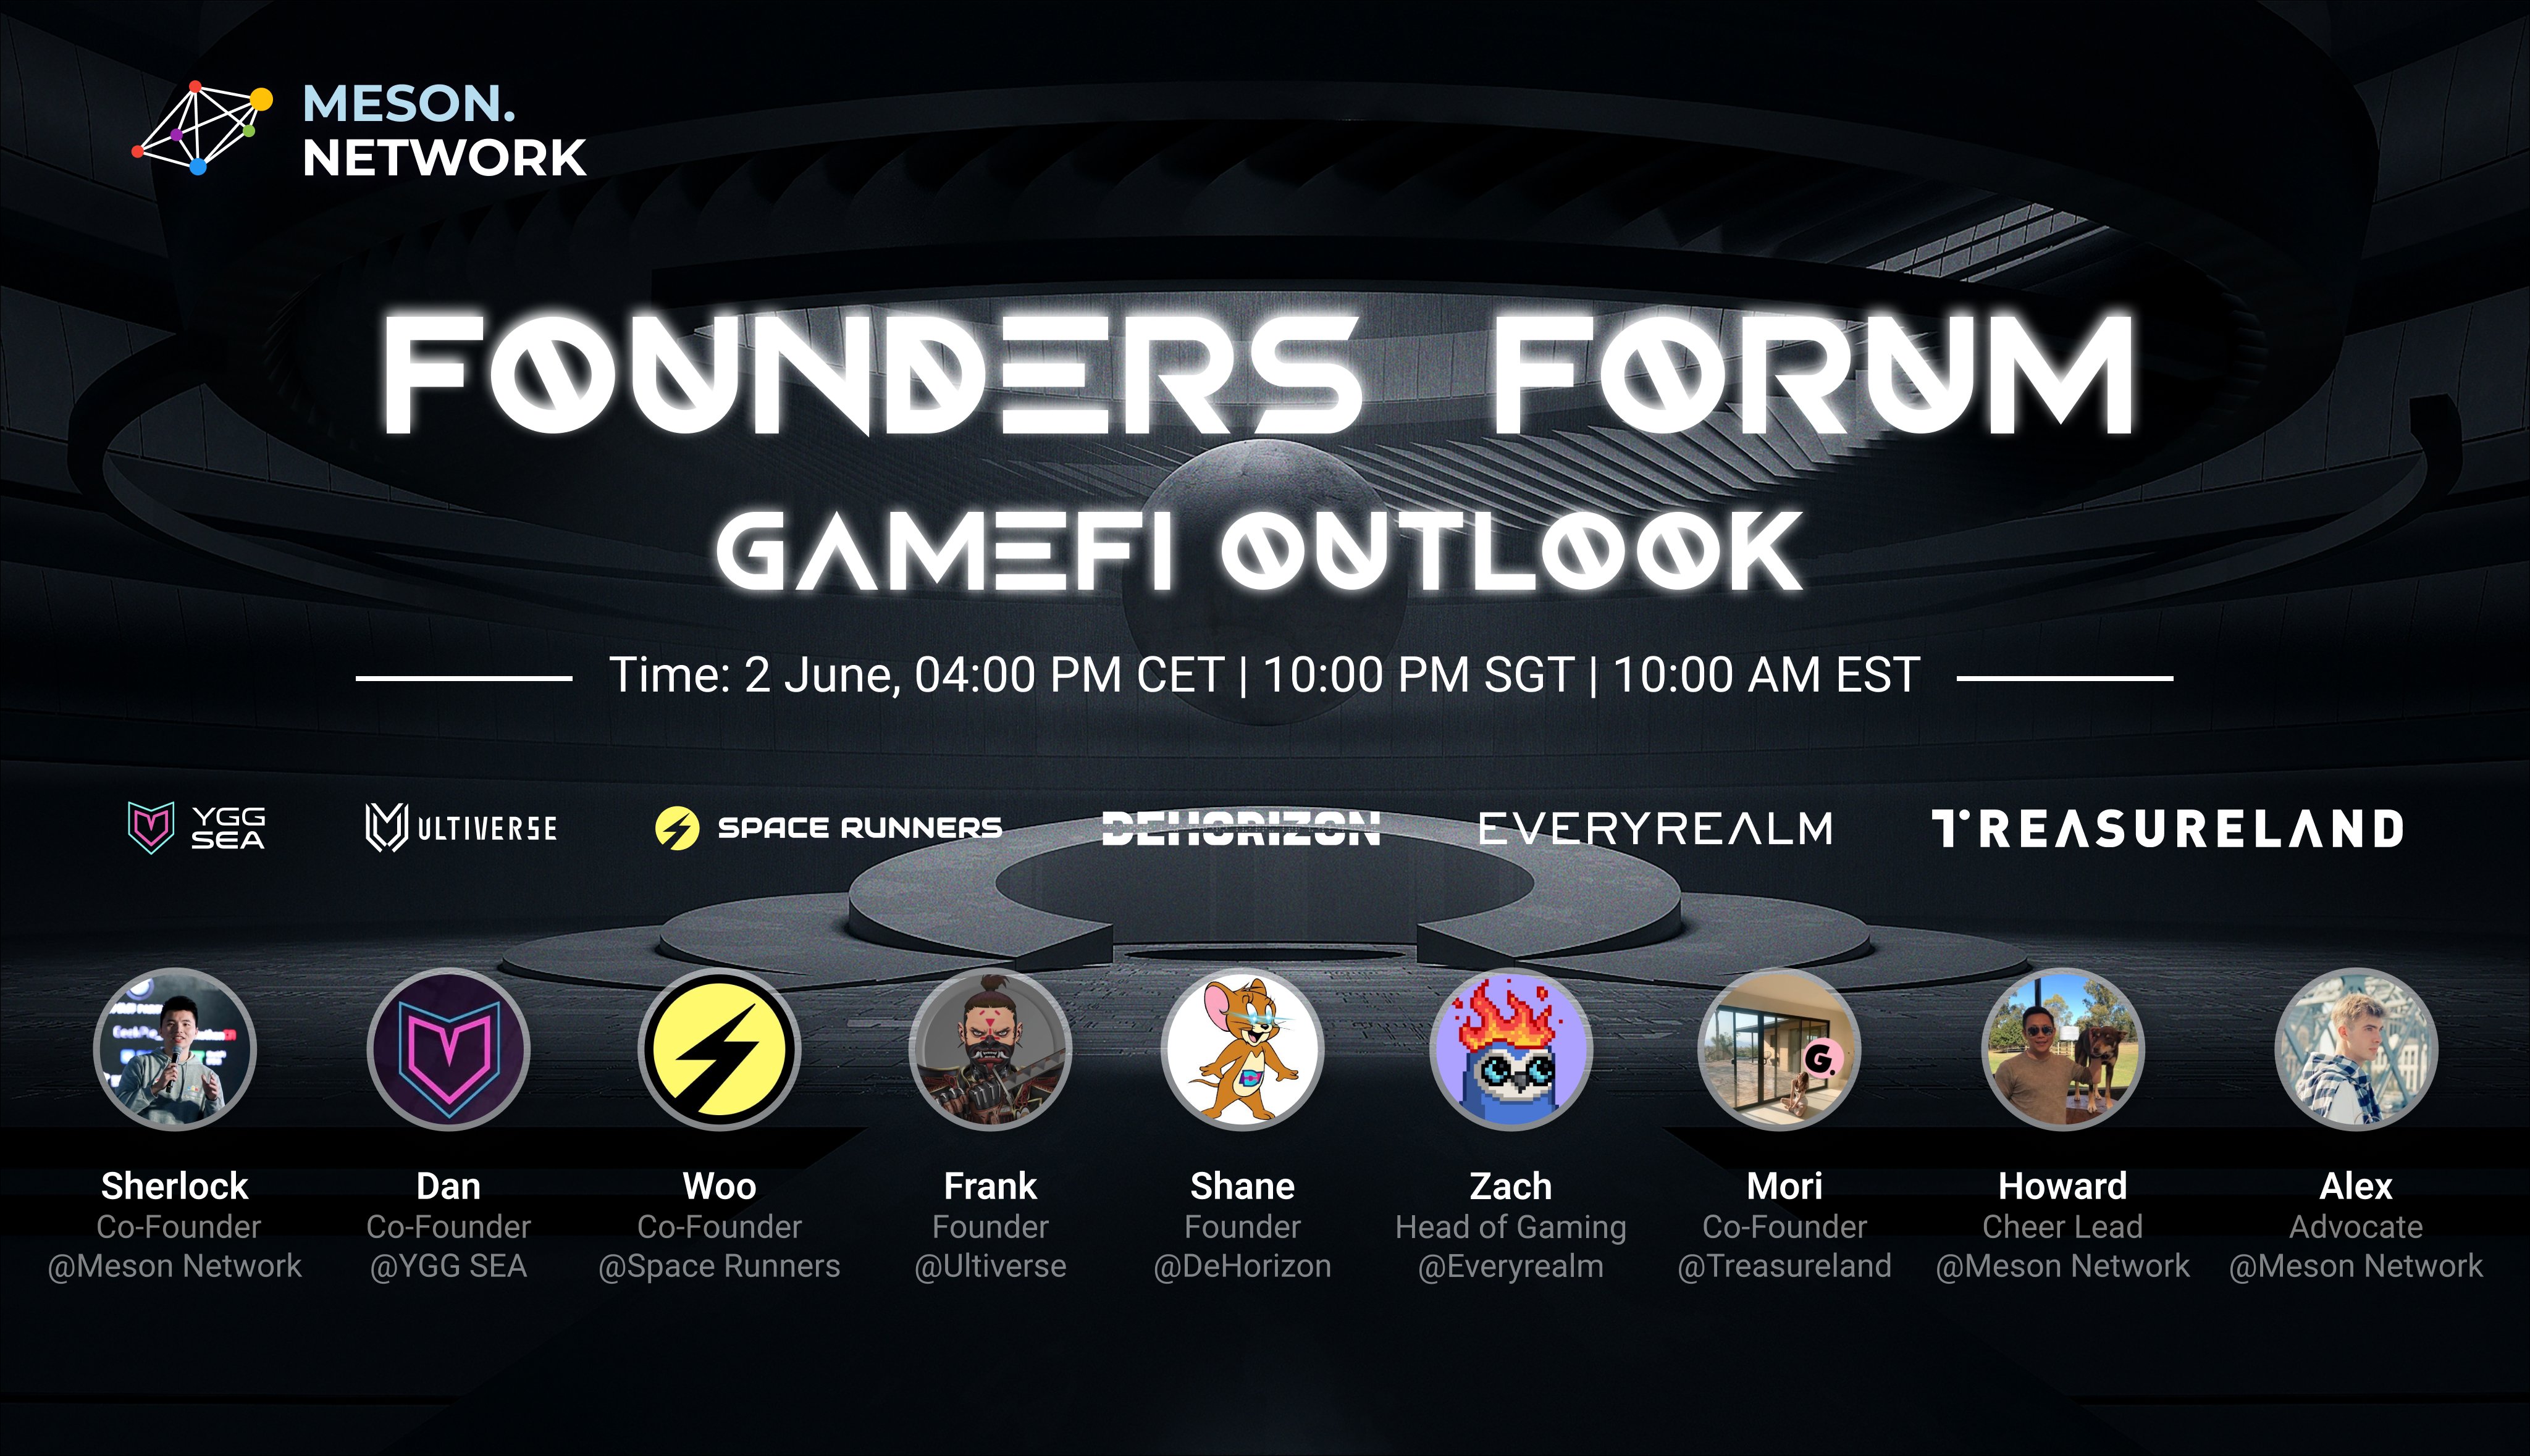 MESON.
NETWORK
FOUNDERS FORUM
GAMEFI OUTLOOK
Time: 2 June, 04:00 PM CET | 10:00 PM SGT | 10:00 AM EST
YGG
SEA
ULTIVERSE
SPACE RUNNERS
DEHORIZON
EVERYREALM
TREASURELAND
G.
Sherlock
Co-Founder
@Meson Network
Dan
Co-Founder
@YGG SEA
Woo
Co-Founder
@Space Runners
Frank
Founder
@Ultiverse
Shane
Founder
@DeHorizon
Zach
Head of Gaming
@Everyrealm
Mori
Co-Founder
@Treasureland
Howard
Cheer Lead
@Meson Network
Alex
Advocate
@Meson Network